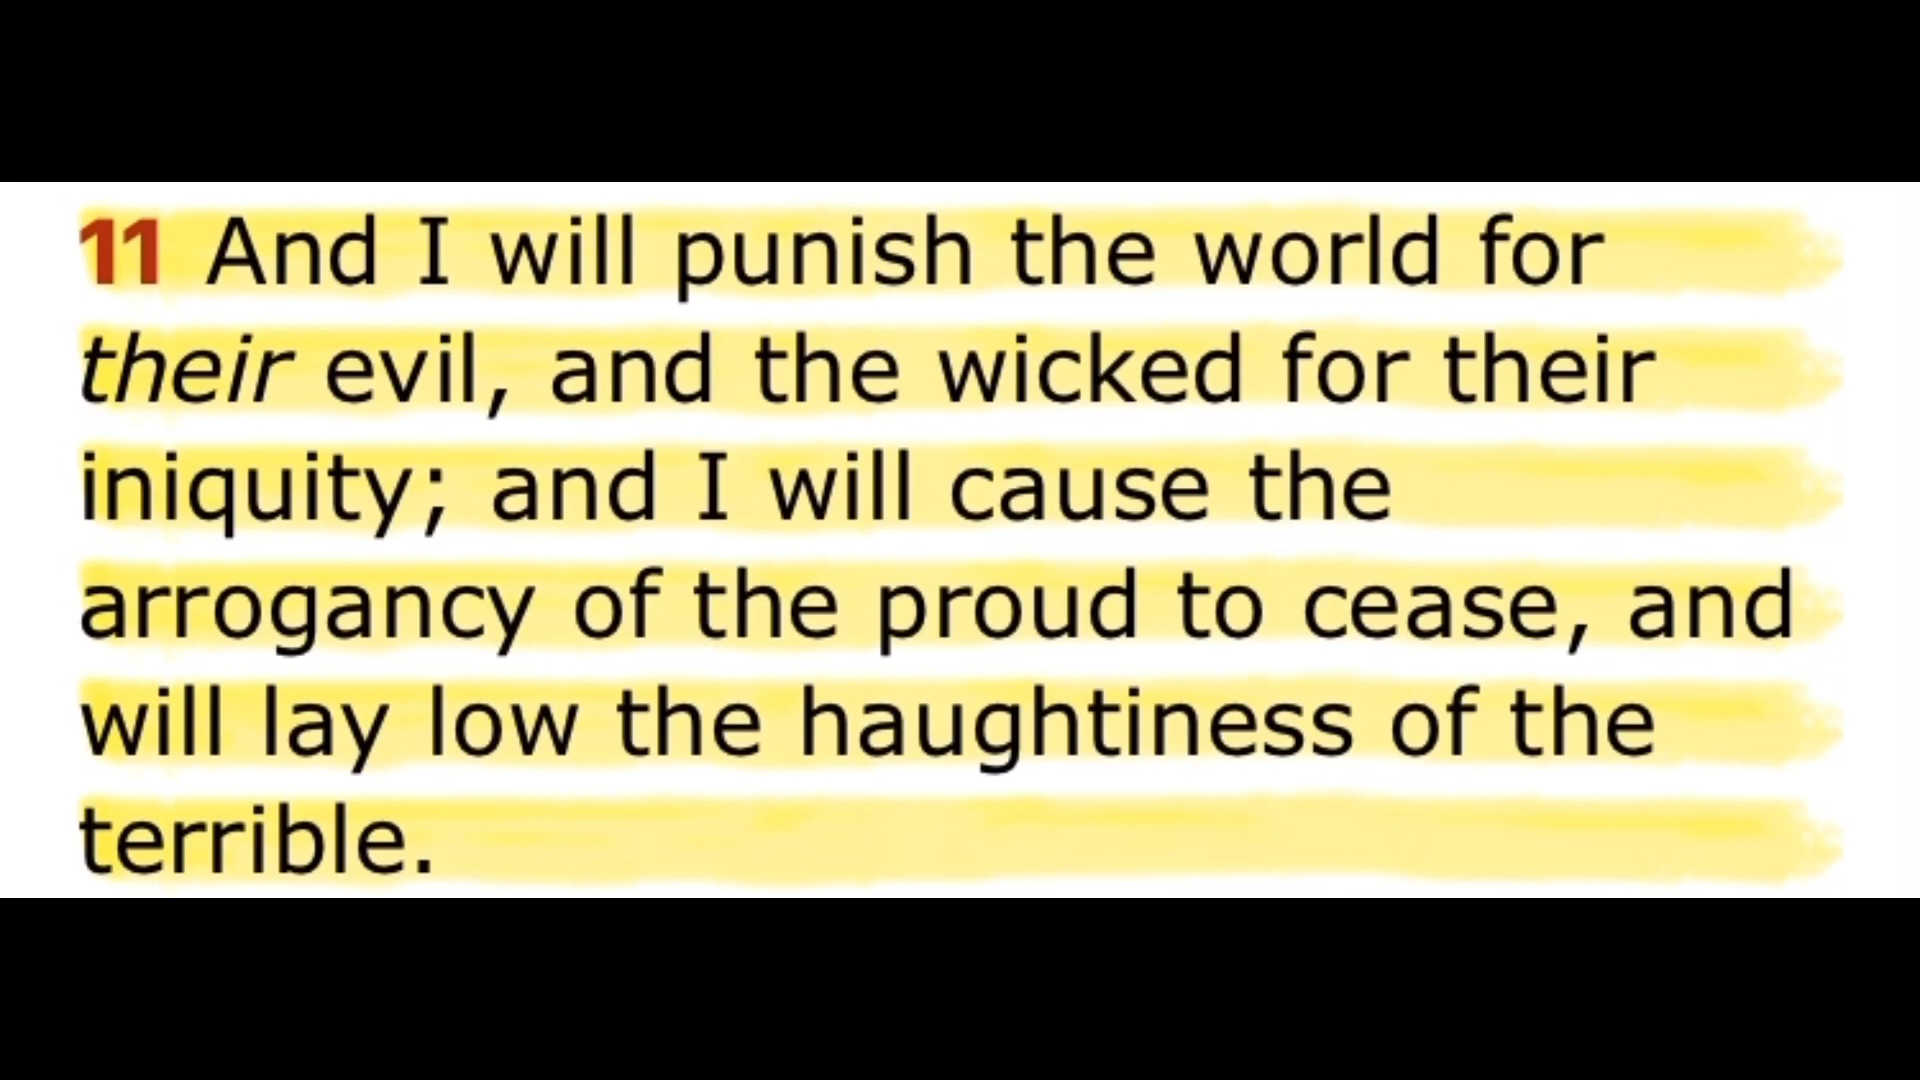 11 And I will punish the world for
their evil, and the wicked for their
iniquity; and I will cause the
arrogancy of the proud to cease, and
will lay low the haughtiness of the
terrible.